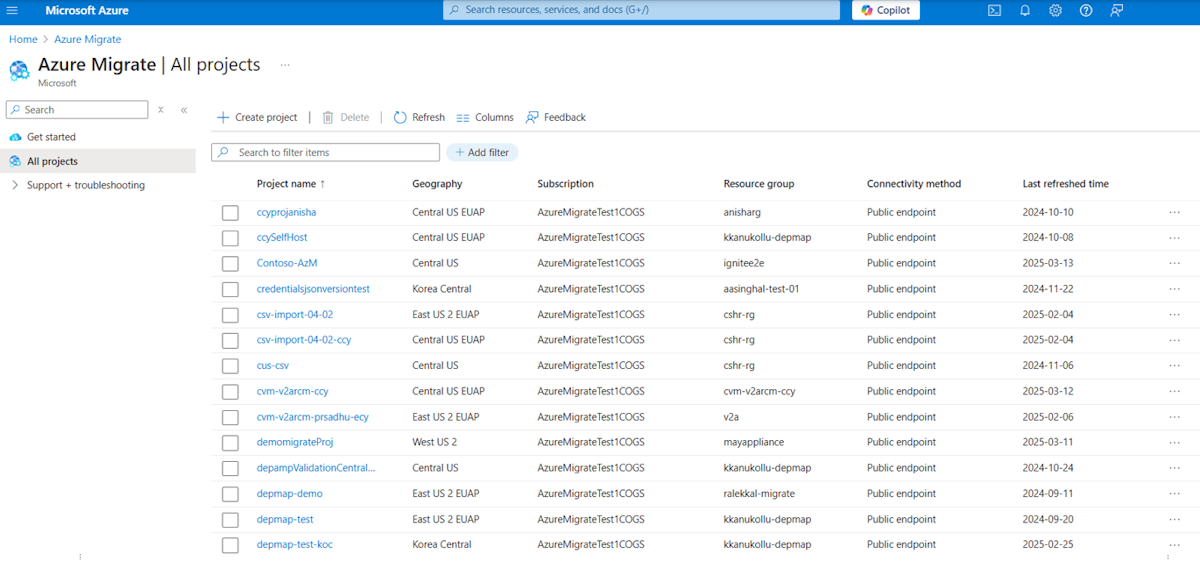 Microsoft Azure
Search resources, services, and docs (G+/)
Copilot
Home > Azure Migrate
Azure Migrate | All projects ...
Microsoft
Search
Get started
All projects
Support + troubleshooting
Create project | Delete | Refresh Columns Feedback
Search to filter items + Add filter
Project name ↑ Geography Subscription Resource group Connectivity method Last refreshed time
ccyprojanisha Central US EUAP AzureMigrateTest1COGS anisharg Public endpoint 2024-10-10 ...
ccySelfHost Central US EUAP AzureMigrateTest1COGS kkanukollu-depmap Public endpoint 2024-10-08 ...
Contoso-AzM Central US AzureMigrateTest1COGS ignitee2e Public endpoint 2025-03-13 ...
credentialsjsonversiontest Korea Central AzureMigrateTest1COGS aasinghal-test-01 Public endpoint 2024-11-22 ...
csv-import-04-02 East US 2 EUAP AzureMigrateTest1COGS cshr-rg Public endpoint 2025-02-04 ...
csv-import-04-02-ccy Central US EUAP AzureMigrateTest1COGS cshr-rg Public endpoint 2025-02-04 ...
cus-csv Central US AzureMigrateTest1COGS cshr-rg Public endpoint 2024-11-06 ...
cvm-v2arcm-ccy Central US EUAP AzureMigrateTest1COGS cvm-v2arcm-ccy Public endpoint 2025-03-12 ...
cvm-v2arcm-prsadhu-ecy East US 2 EUAP AzureMigrateTest1COGS v2a Public endpoint 2025-02-06 ...
demomigrateProj West US 2 AzureMigrateTest1COGS mayappliance Public endpoint 2025-03-11 ...
depampValidationCentral... Central US AzureMigrateTest1COGS kkanukollu-depmap Public endpoint 2024-10-24 ...
depmap-demo East US 2 EUAP AzureMigrateTest1COGS ralekkal-migrate Public endpoint 2024-09-11 ...
depmap-test East US 2 EUAP AzureMigrateTest1COGS kkanukollu-depmap Public endpoint 2024-09-20 ...
depmap-test-koc Korea Central AzureMigrateTest1COGS kkanukollu-depmap Public endpoint 2025-02-25 ...